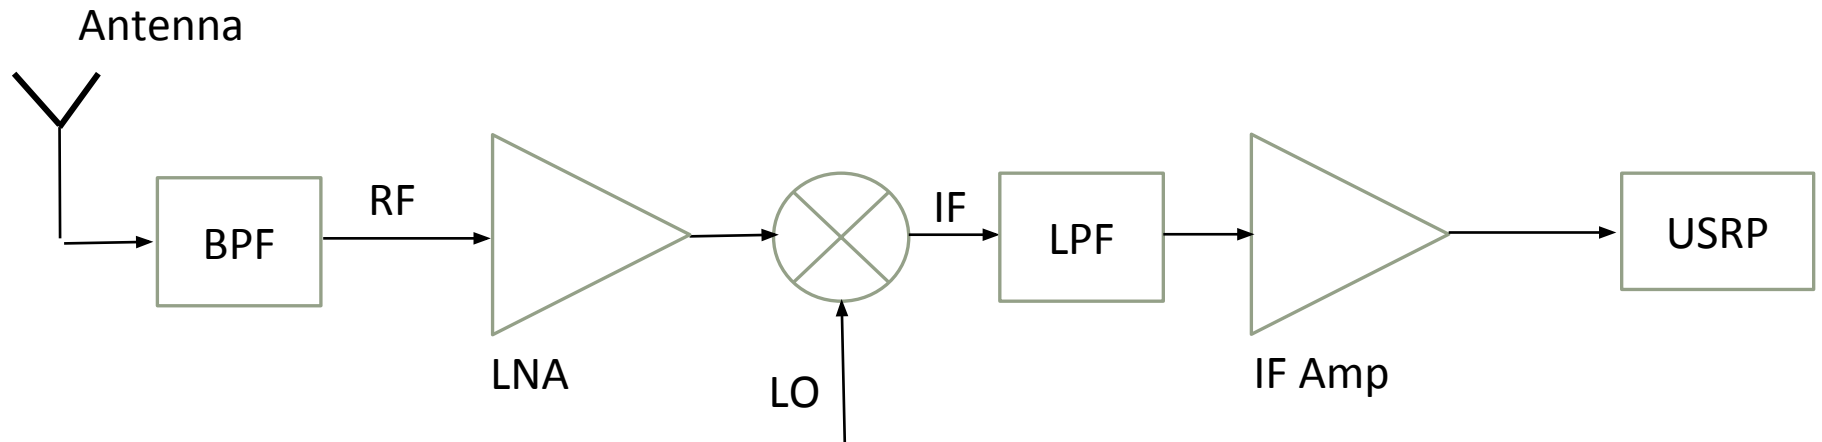 Antenna
BPF
RF
LNA
LO
IF
LPF
IF Amp
USRP